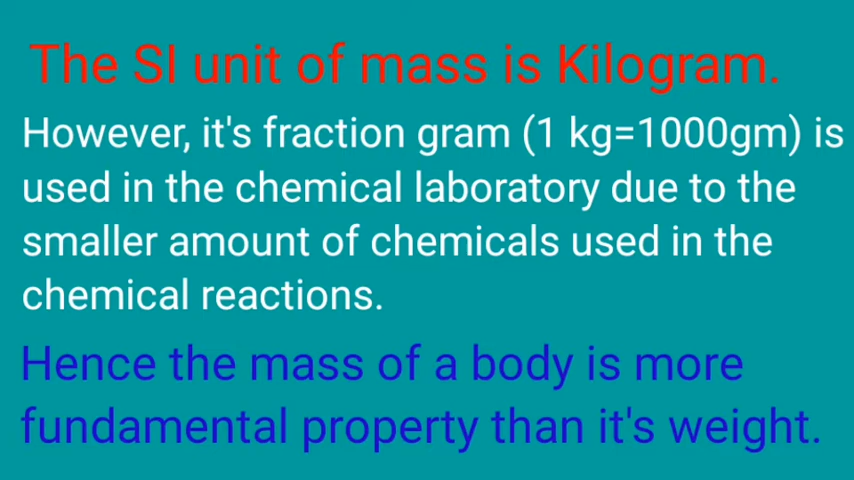 The SI unit of mass is Kilogram.
However, it's fraction gram (1 kg=1000gm) is
used in the chemical laboratory due to the
smaller amount of chemicals used in the
chemical reactions.
Hence the mass of a body is more
fundamental property than it's weight.